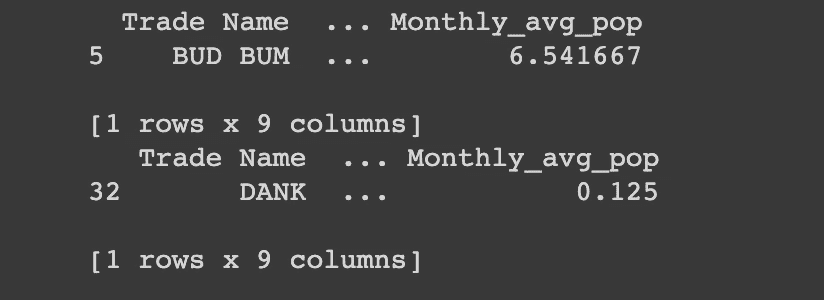 Trade Name ... Monthly_avg_pop
5 BUD BUM ... 6.541667
[1 rows x 9 columns]
Trade Name ... Monthly_avg_pop
32 DANK ... 0.125
[1 rows x 9 columns]